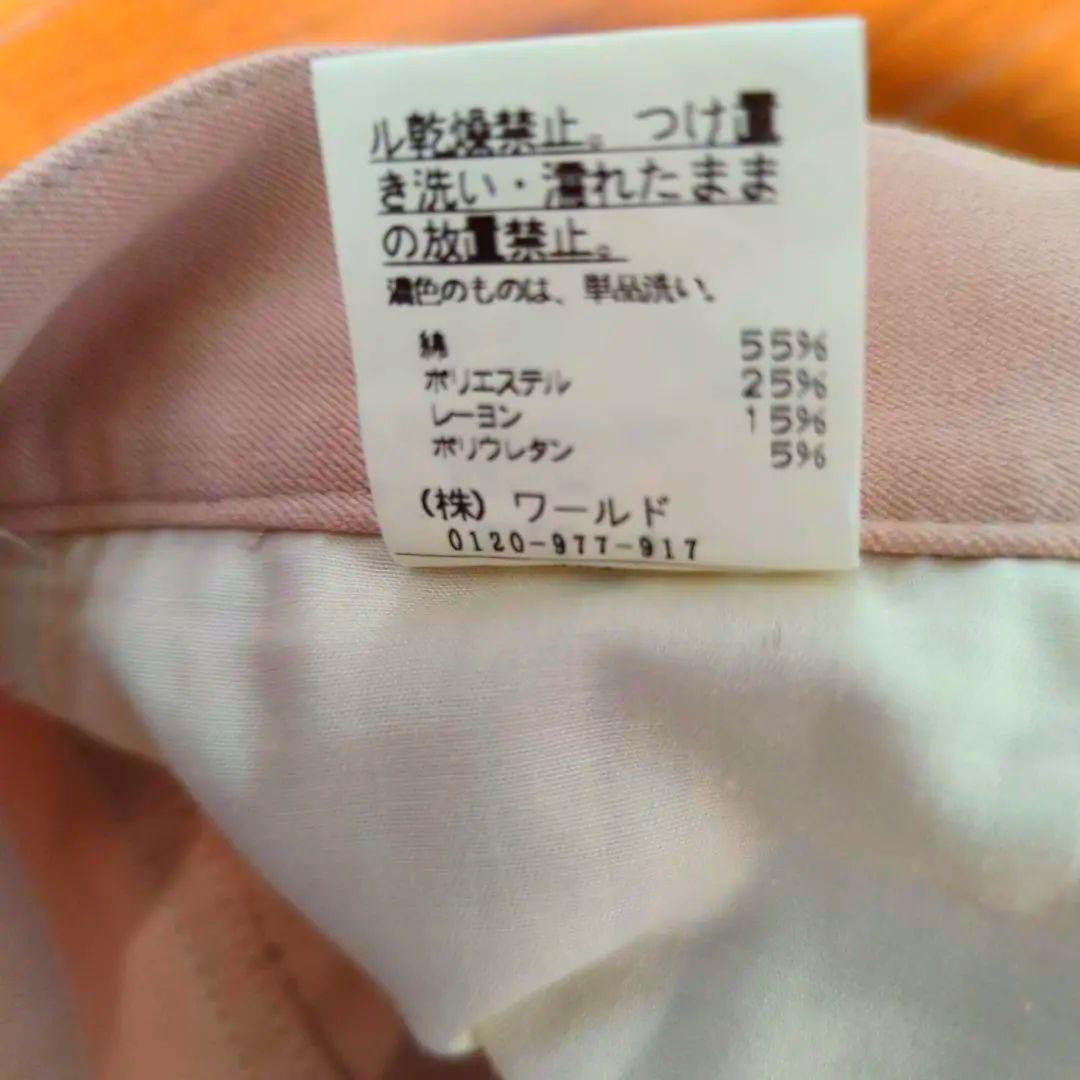 ル乾燥禁止。つけ置
き洗い・濡れたまま
の放置禁止。
濃色のものは、単品洗い。
綿 55%
ポリエステル 25%
レーヨン 15%
ポリウレタン 5%
(株) ワールド
0120-977-917